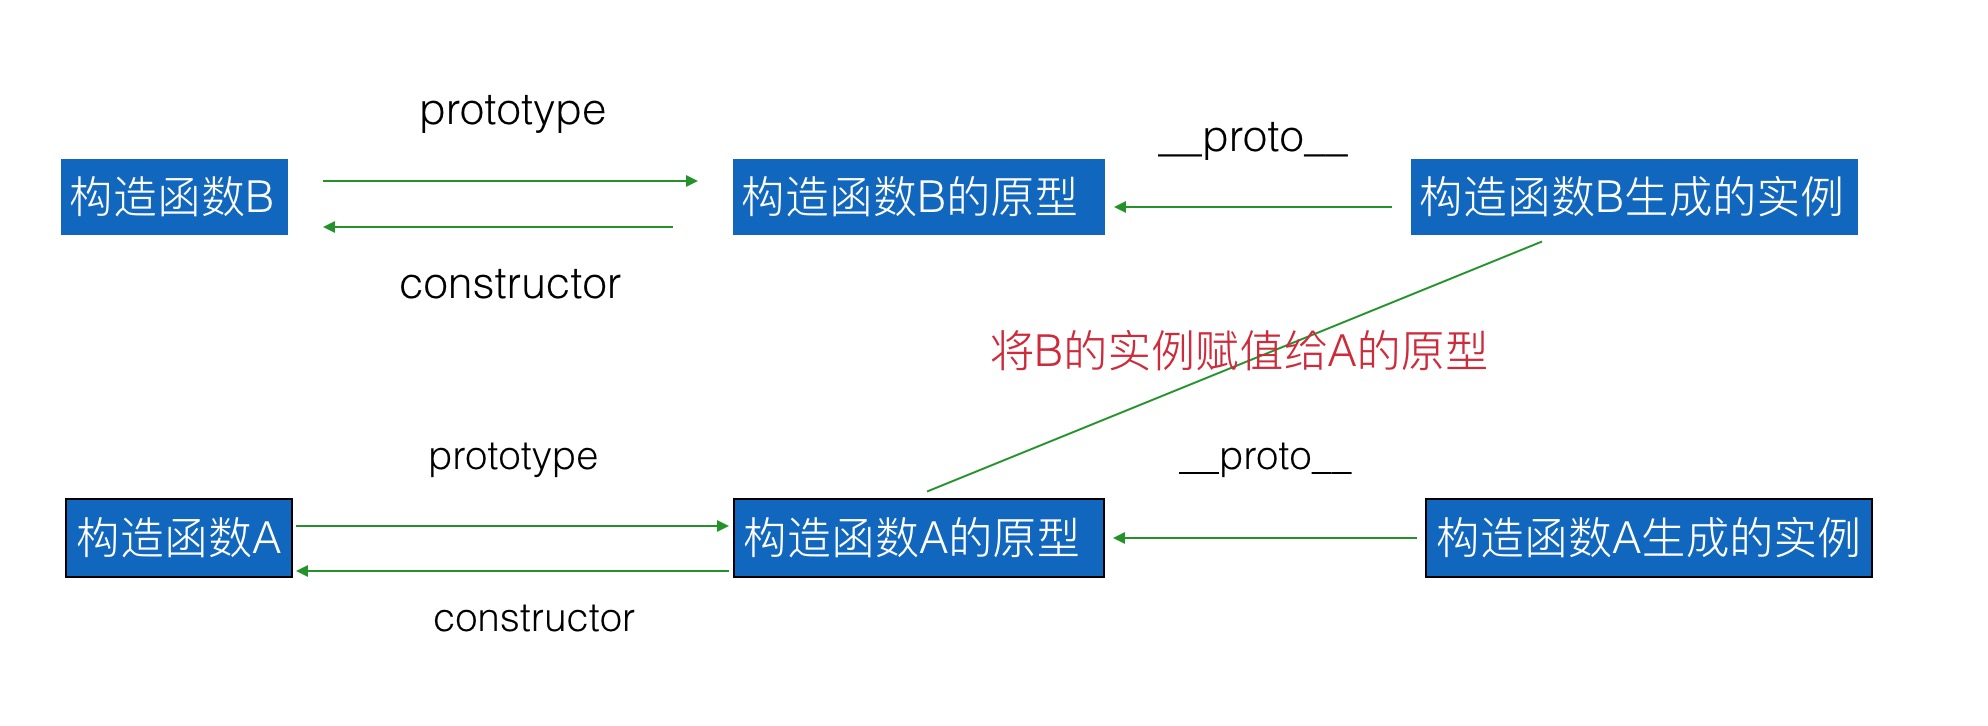 prototype
__proto__
构造函数B
构造函数B的原型
构造函数B生成的实例
constructor
将B的实例赋值给A的原型
prototype
__proto__
构造函数A
构造函数A的原型
构造函数A生成的实例
constructor